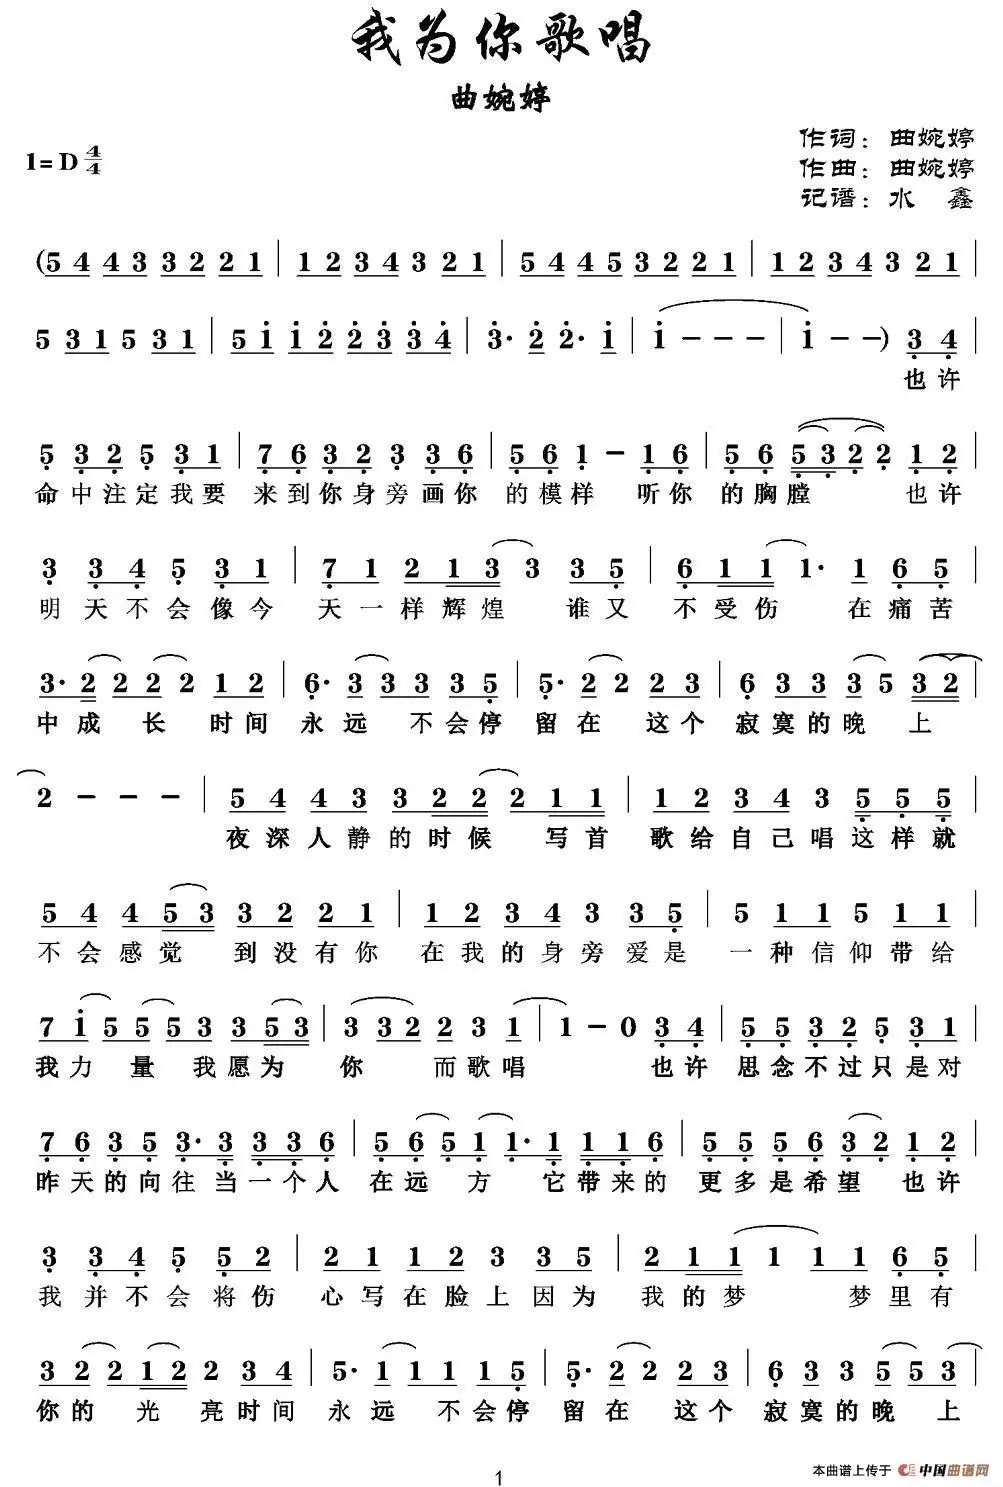 我为你歌唱
曲婉婷
1=D 4/4
作词：曲婉婷
作曲：曲婉婷
记谱：水 鑫
(5 4 4 3 3 2 2 1 | 1 2 3 4 3 2 1 | 5 4 4 5 3 2 2 1 | 1 2 3 4 3 2 1 |
5 3 1 5 3 1 | 5 1 1 2 2 3 3 4 | 3· 2 2· 1 | 1 - - - | 1 - -) 3 4 |
也许
5 3 2 5 3 1 | 7 6 3 2 3 3 6 | 5 6 1 - 1 6 | 5 6 5 3 2 2 1 2 |
命中注定我要 来到你身旁画你 的模样 听你 的胸膛 也许
3 3 4 5 3 1 | 7 1 2 1 3 3 3 5 | 6 1 1 1· 1 6 5 |
明天不会像今 天一样辉煌 谁又 不受伤 在痛苦
3· 2 2 2 2 1 2 | 6· 3 3 3 3 5 | 5· 2 2 2 3 | 6 3 3 3 5 3 2 |
中成长 时间 永远 不会停 留在 这个 寂寞的晚上
2 - - - | 5 4 4 3 3 2 2 2 1 1 | 1 2 3 4 3 5 5 5 |
夜深人静的时候 写首 歌给自己唱这样就
5 4 4 5 3 3 2 2 1 | 1 2 3 4 3 3 5 | 5 1 1 5 1 1 |
不会感觉 到没有你 在我的身旁爱是 一种信仰带给
7 1 5 5 5 3 3 5 3 | 3 3 2 2 3 1 | 1 - 0 3 4 | 5 5 3 2 5 3 1 |
我力量 我愿为 你 而歌唱 也许 思念不过只是对
7 6 3 5 3· 3 3 3 6 | 5 6 5 1 1· 1 1 1 6 | 5 5 5 6 3 2 1 2 |
昨天的向往当一个人 在远方 它带来的 更多是希望 也许
3 3 4 5 5 2 | 2 1 1 2 3 3 5 | 2 1 1 1 1 1 6 5 |
我并不会将伤 心写在脸上因为 我的梦 梦里有
3 2 2 1 2 2 3 4 | 5· 1 1 1 1 5 | 5· 2 2 2 3 | 6 3 3 5 5 3 |
你的光亮时间 永远 不会停 留在 这个 寂寞的晚上
1
本曲谱上传于 中国曲谱网